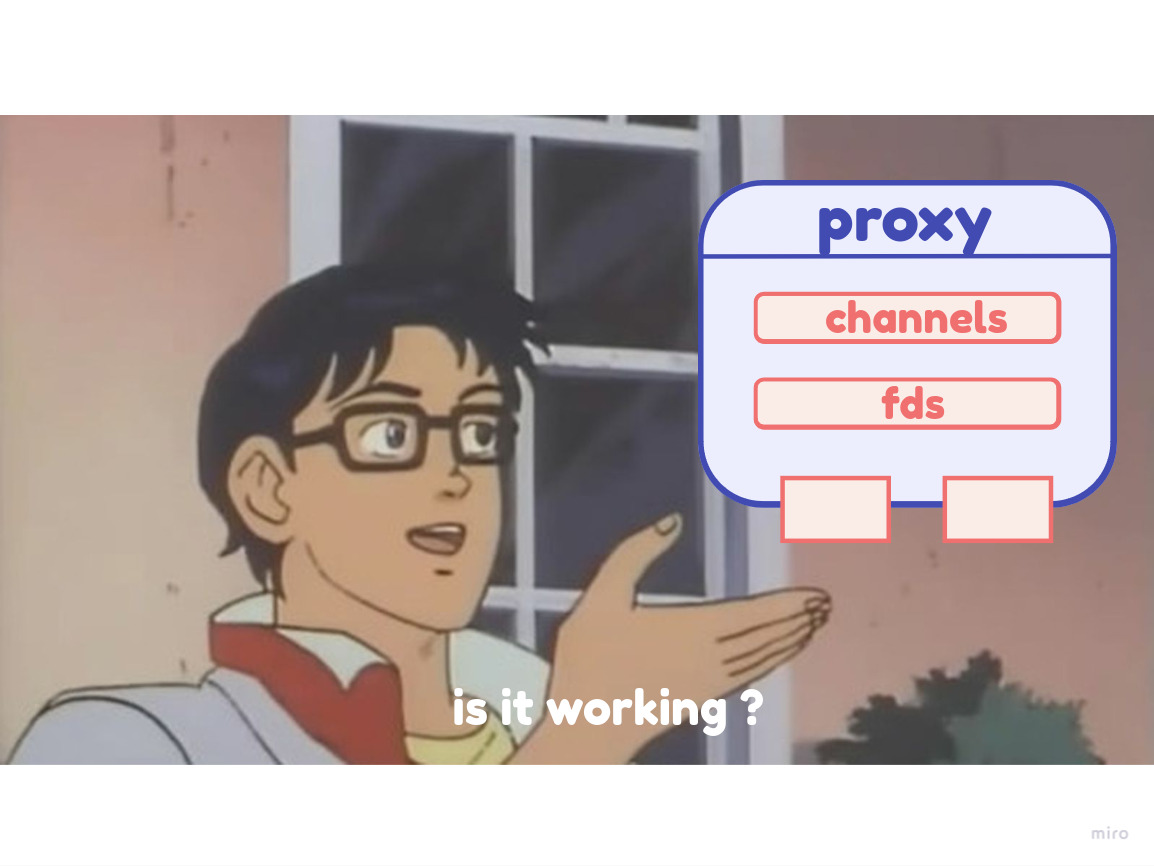 proxy
channels
fds
is it working ?
miro